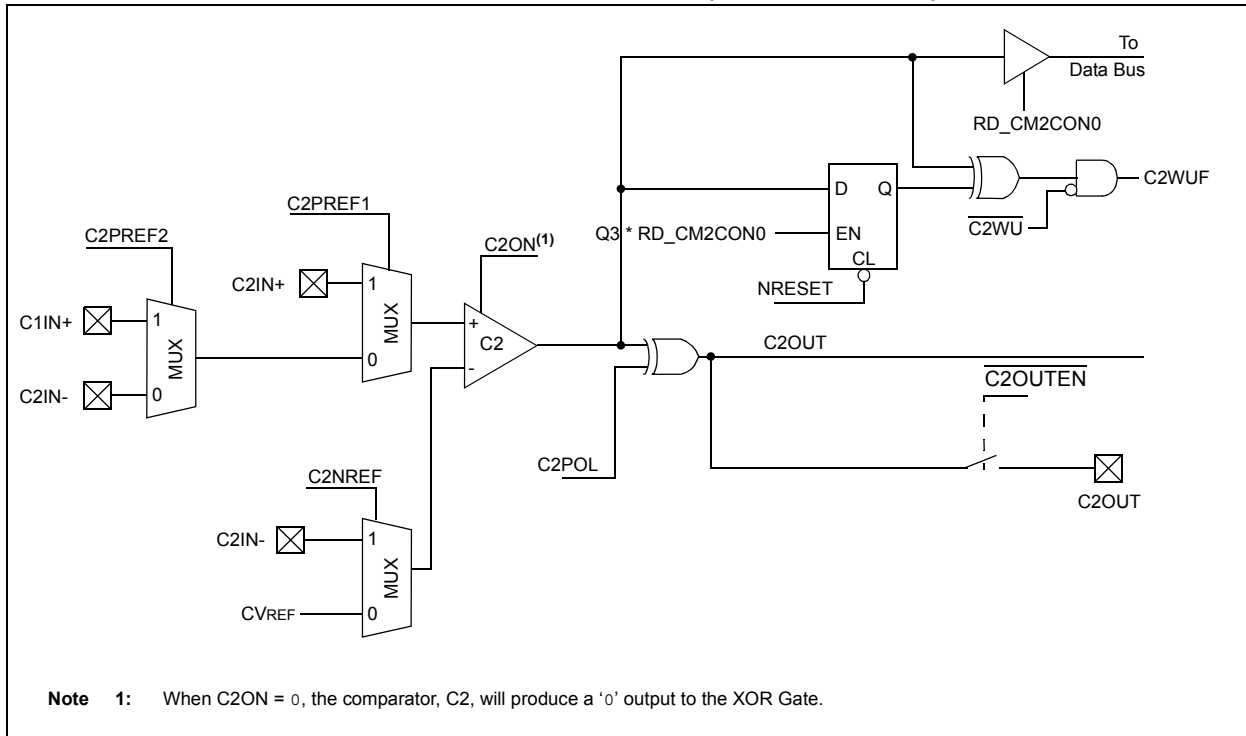 To
Data Bus
RD_CM2CON0
D Q
C2WUF
C2PREF1
C2WU
C2PREF2
C2ON(1)
Q3 * RD_CM2CON0
EN
CL
C2IN+
1
NRESET
C1IN+
1
MUX
+
C2
-
C2OUT
MUX
0
C2OUTEN
C2IN-
0
C2POL
C2NREF
C2OUT
C2IN-
1
MUX
CVREF
0
Note 1: When C2ON = 0, the comparator, C2, will produce a ‘0’ output to the XOR Gate.